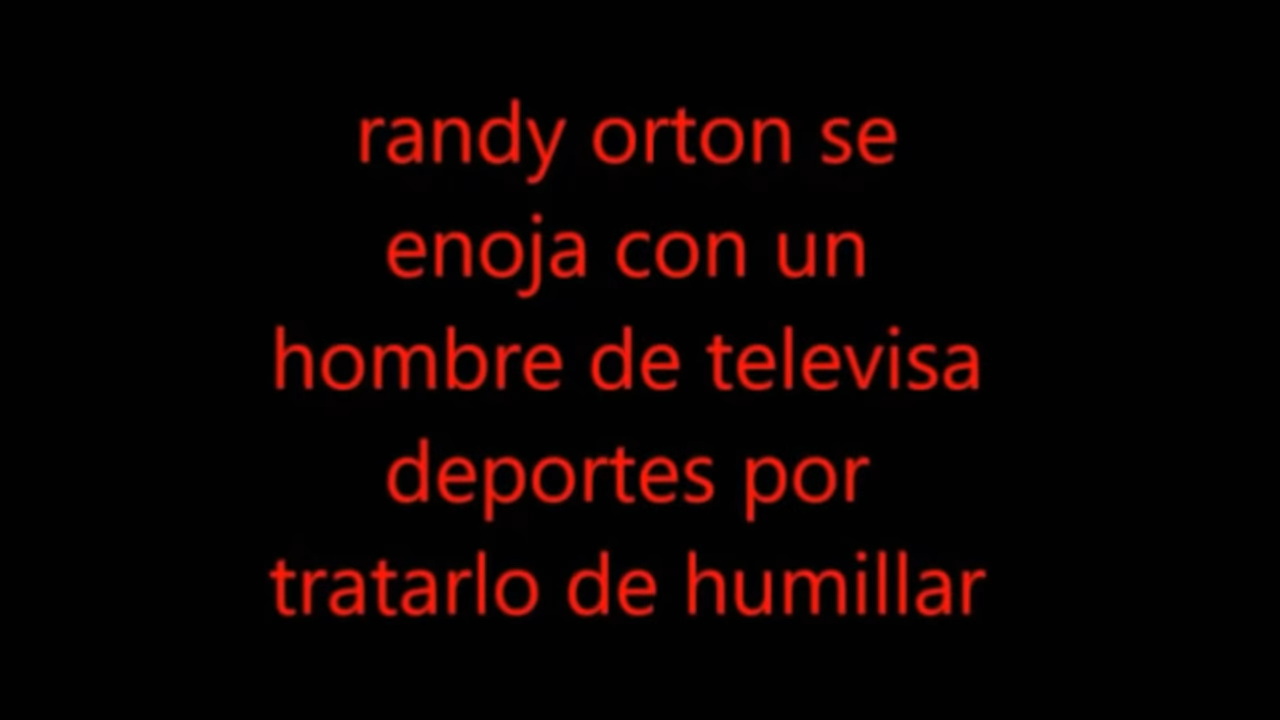 randy orton se
enoja con un
hombre de televisa
deportes por
tratarlo de humillar